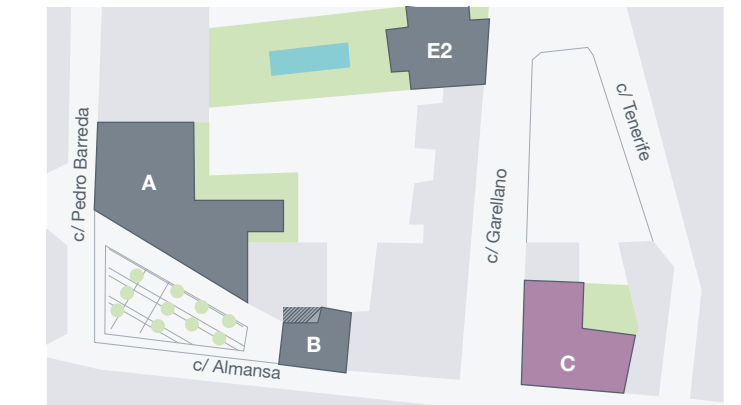 E2
c/ Tenerife
c/ Pedro Barreda
A
c/ Garellano
B
C
c/ Almansa